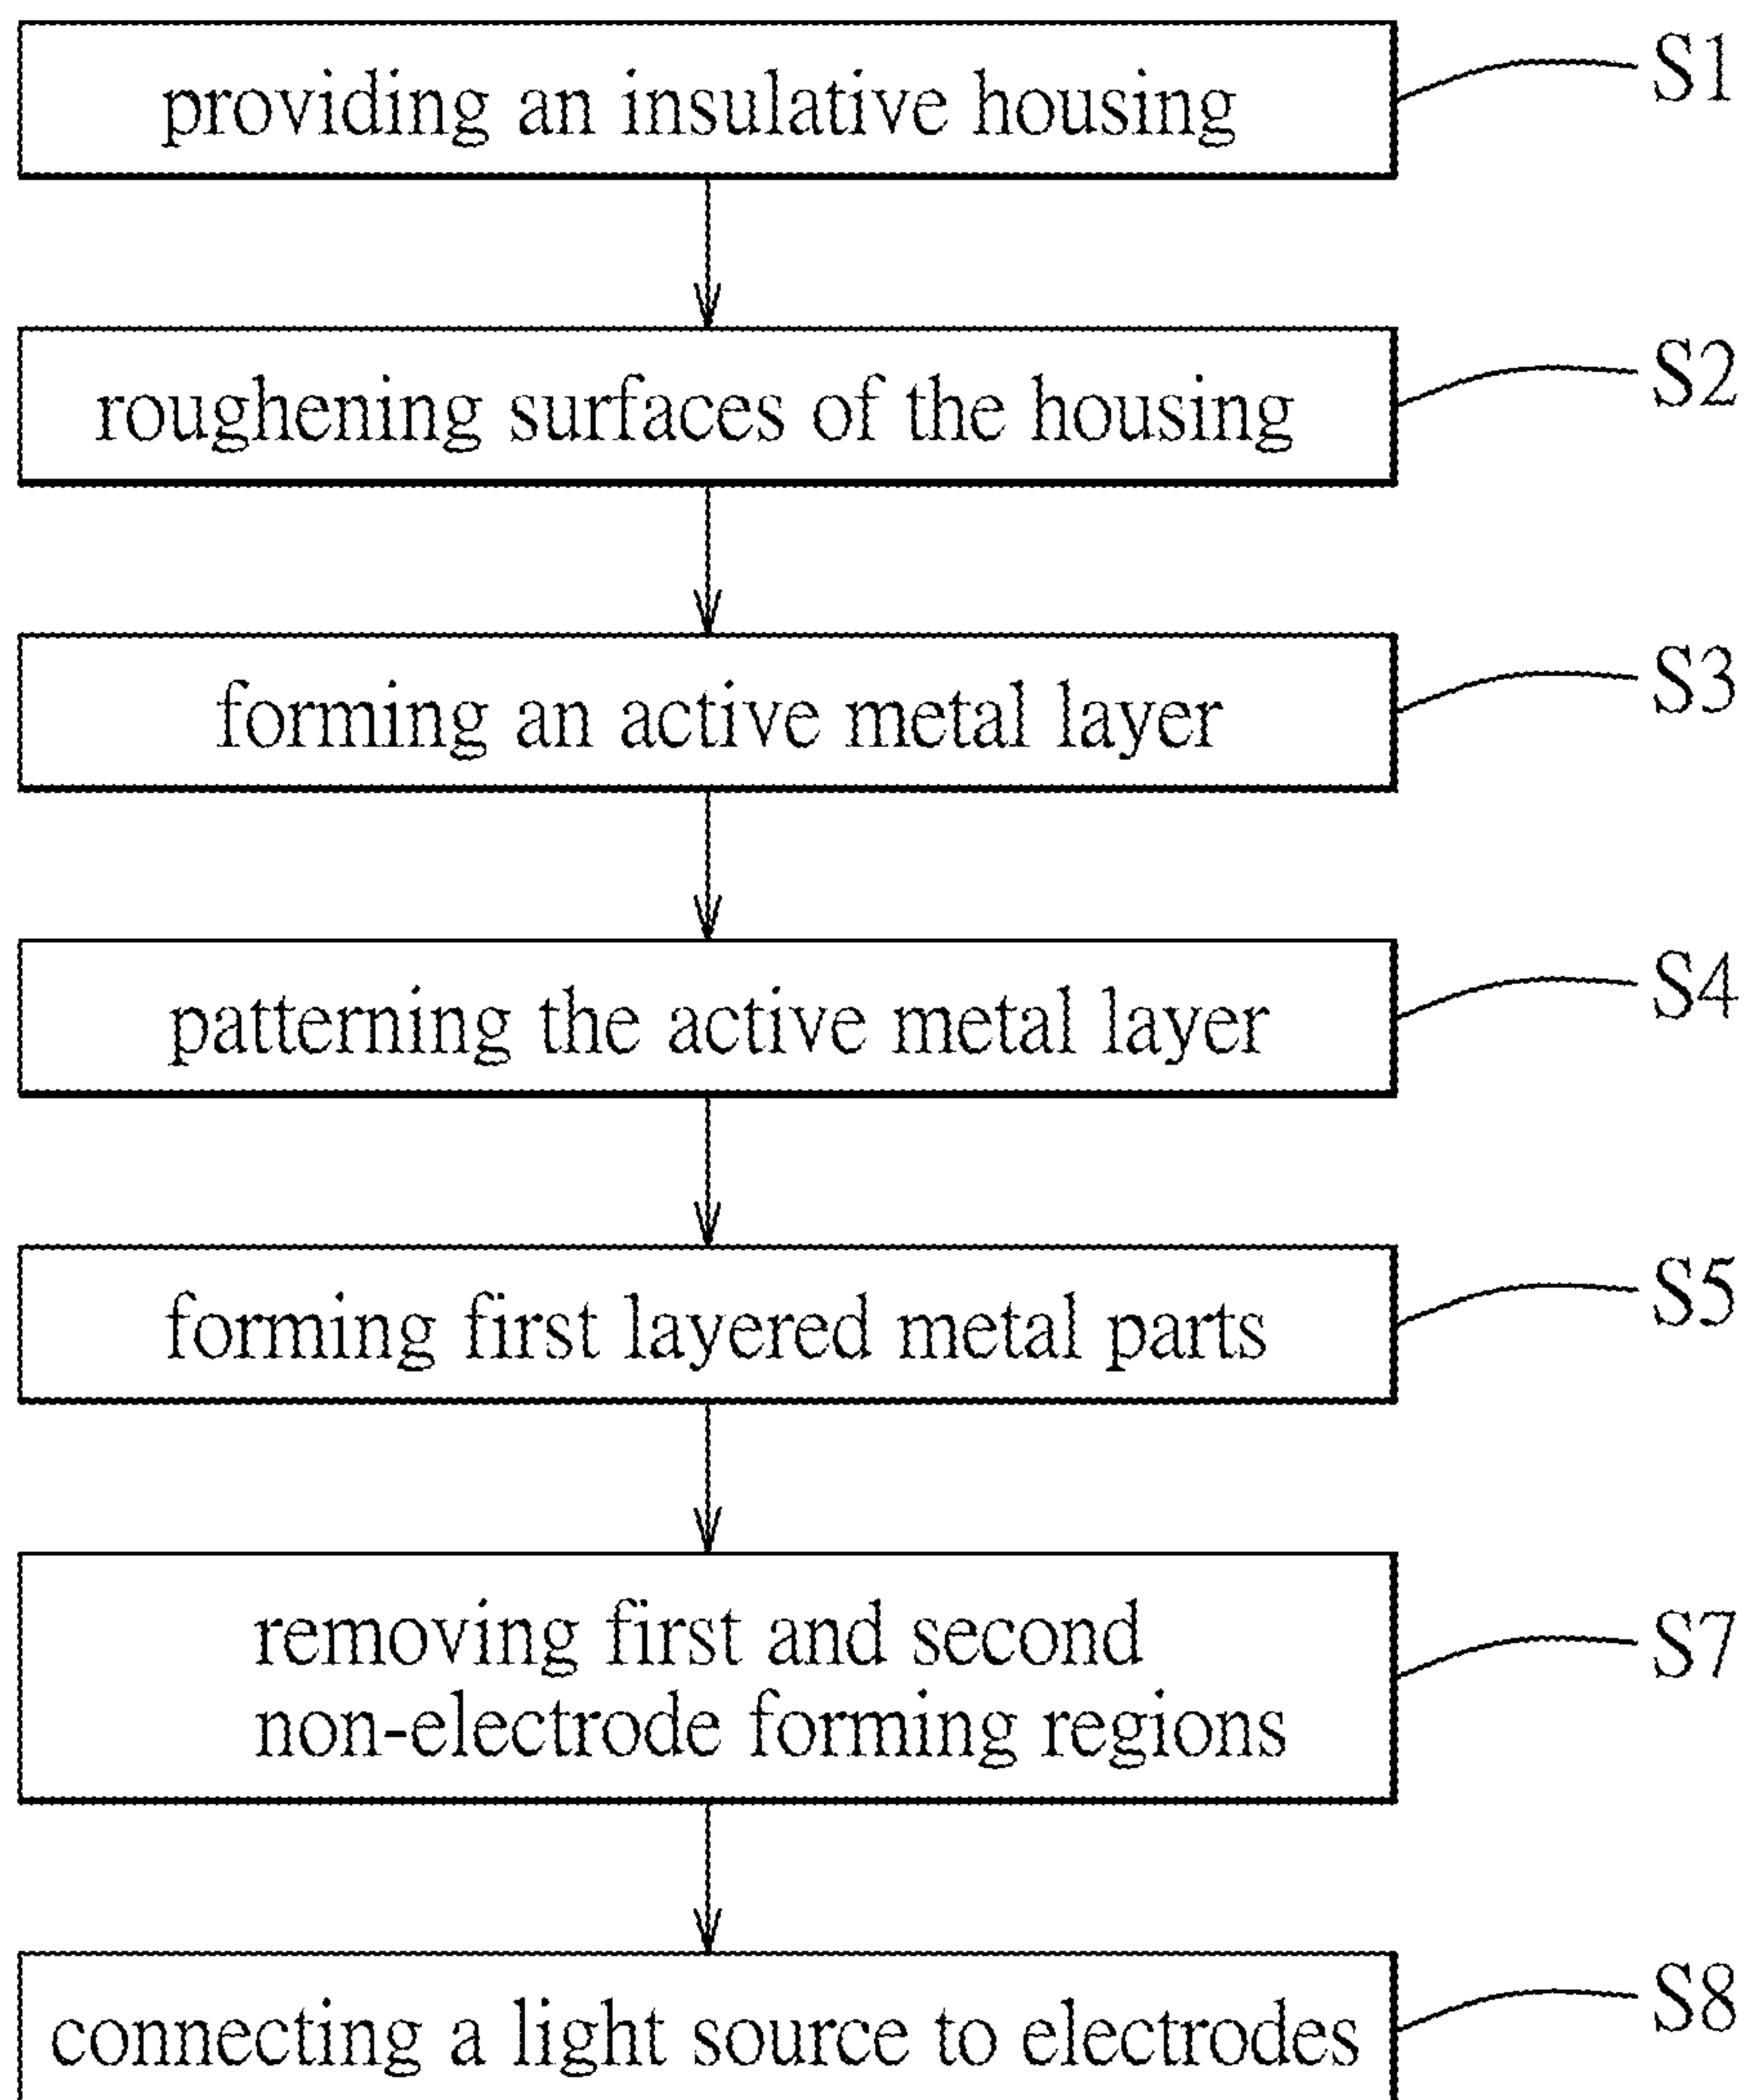 providing an insulative housing
S1
roughening surfaces of the housing
S2
forming an active metal layer
S3
patterning the active metal layer
S4
forming first layered metal parts
S5
removing first and second
non-electrode forming regions
S7
connecting a light source to electrodes
S8